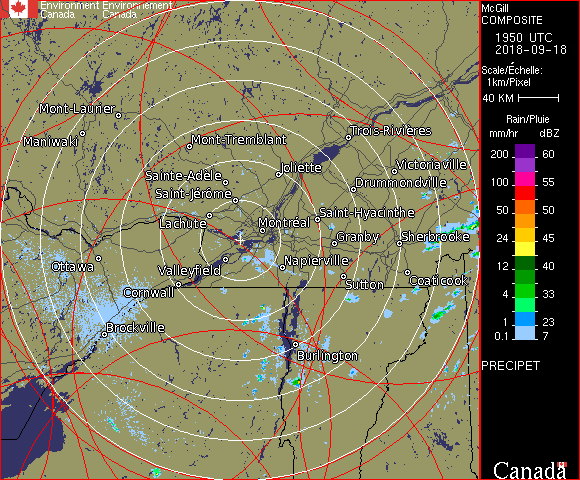 Environment Environnement
Canada Canada
McGill
COMPOSITE
1950 UTC
2018-09-18
Scale/Échelle:
1km/Pixel
40 KM
Rain/Pluie
mm/hr dBZ
200 60
100 55
50 50
24 45
12 40
4 33
1 23
0.1 7
PRECIPET
Canada
Mont-Laurier
Maniwaki
Mont-Tremblant
Trois-Rivières
Joliette
Victoriaville
Sainte-Adèle
Drummondville
Saint-Jérôme
Saint-Hyacinthe
Lachute
Montréal
Granby
Sherbrooke
Ottawa
Valleyfield
Napierville
Cornwall
Sutton
Coaticook
Brockville
Burlington